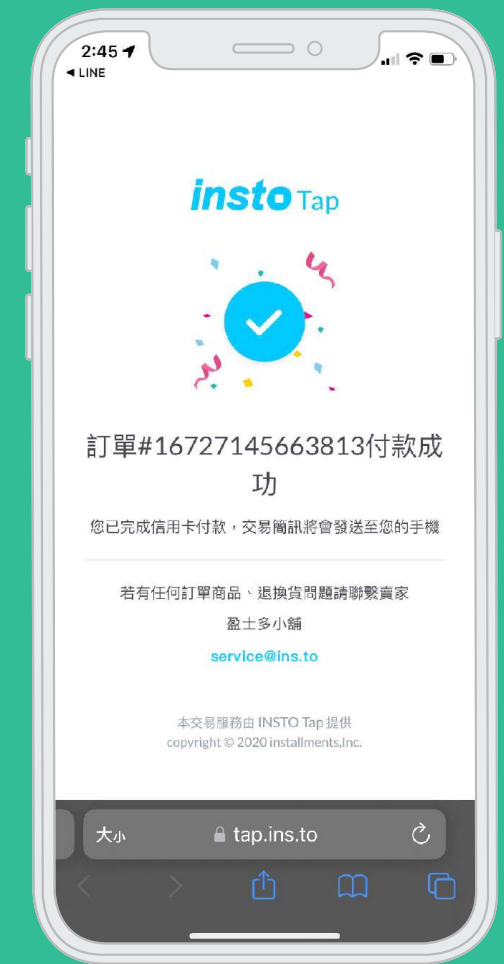 2:45
◀ LINE
insto Tap
訂單#16727145663813付款成
功
您已完成信用卡付款，交易簡訊將會發送至您的手機
若有任何訂單商品、退換貨問題請聯繫賣家
盈士多小舖
service@ins.to
本交易服務由 INSTO Tap 提供
copyright © 2020 installments,Inc.
大小 tap.ins.to